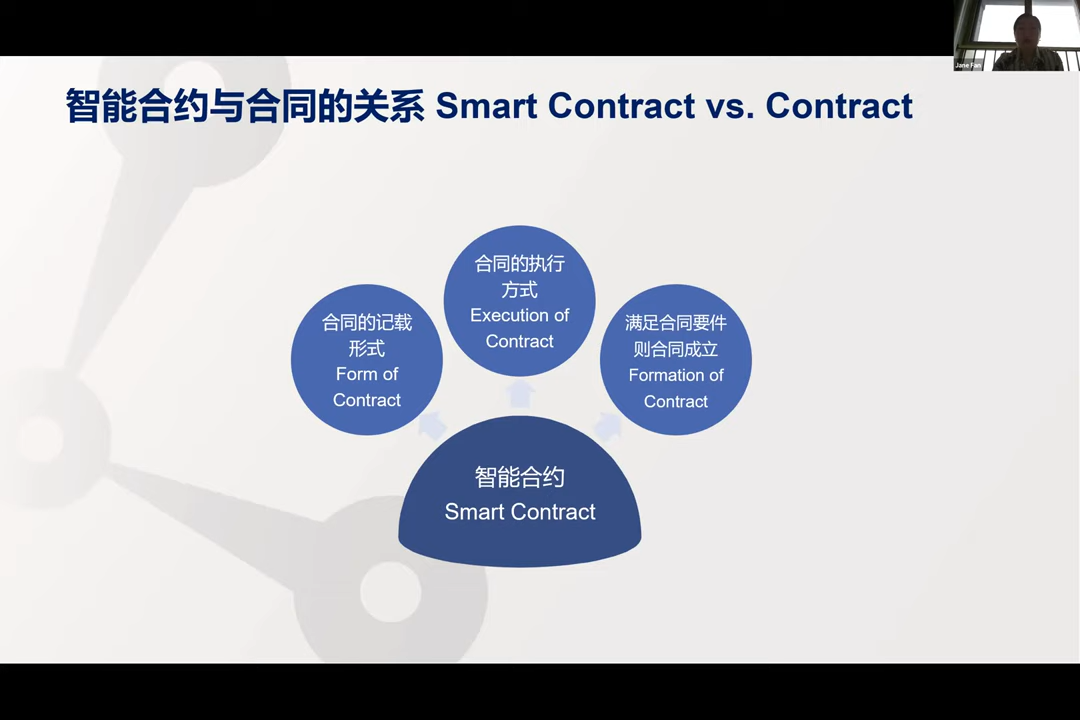 Jane Fan
智能合约与合同的关系 Smart Contract vs. Contract
合同的执行
方式
Execution of
Contract
合同的记载
形式
Form of
Contract
满足合同要件
则合同成立
Formation of
Contract
智能合约
Smart Contract